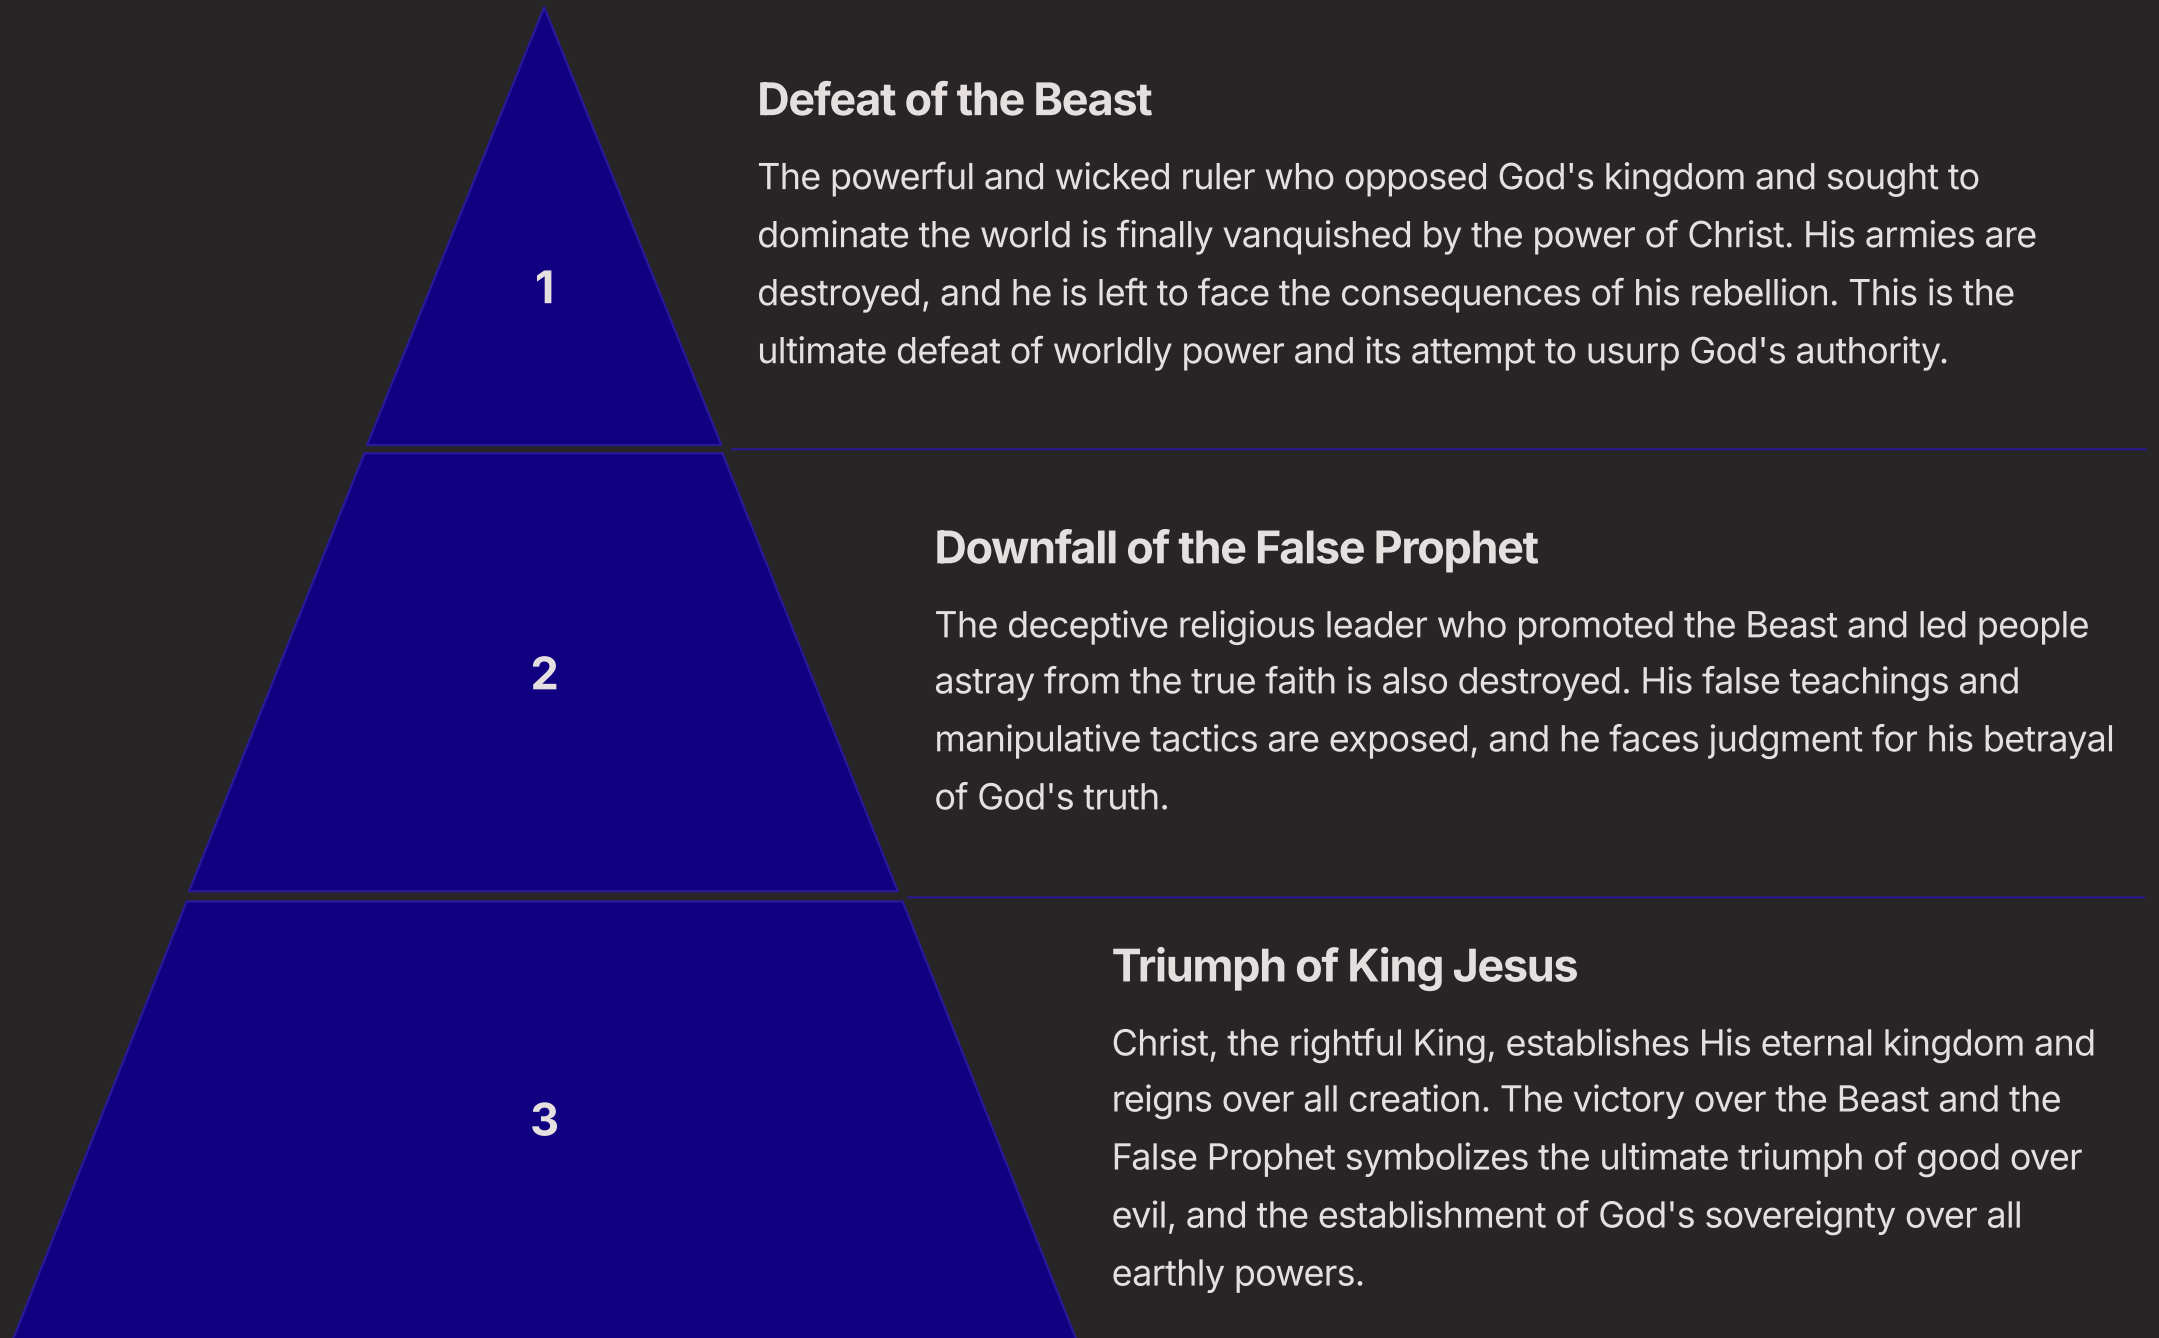 Defeat of the Beast
The powerful and wicked ruler who opposed God's kingdom and sought to
dominate the world is finally vanquished by the power of Christ. His armies are
destroyed, and he is left to face the consequences of his rebellion. This is the
ultimate defeat of worldly power and its attempt to usurp God's authority.
1
Downfall of the False Prophet
The deceptive religious leader who promoted the Beast and led people
astray from the true faith is also destroyed. His false teachings and
manipulative tactics are exposed, and he faces judgment for his betrayal
of God's truth.
2
Triumph of King Jesus
Christ, the rightful King, establishes His eternal kingdom and
reigns over all creation. The victory over the Beast and the
False Prophet symbolizes the ultimate triumph of good over
evil, and the establishment of God's sovereignty over all
earthly powers.
3